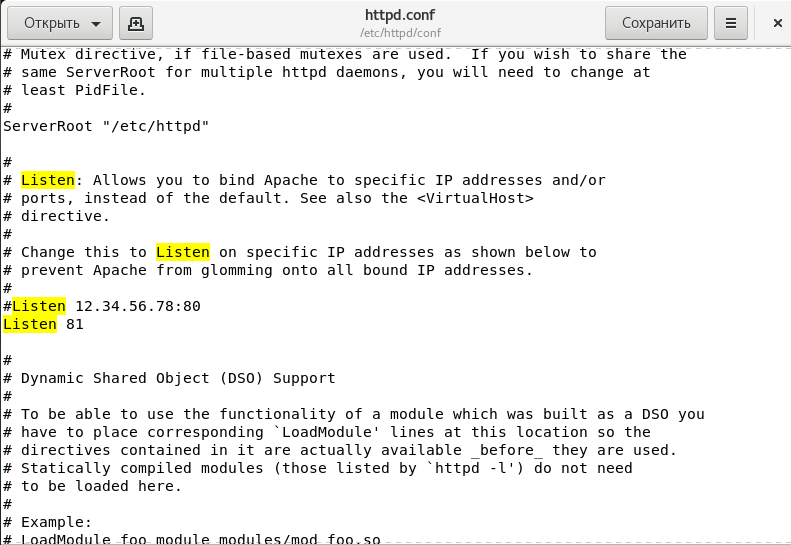 Открыть
httpd.conf
/etc/httpd/conf
Сохранить
# Mutex directive, if file-based mutexes are used.  If you wish to share the
# same ServerRoot for multiple httpd daemons, you will need to change at
# least PidFile.
#
ServerRoot "/etc/httpd"

#
# Listen: Allows you to bind Apache to specific IP addresses and/or
# ports, instead of the default. See also the <VirtualHost>
# directive.
#
# Change this to Listen on specific IP addresses as shown below to
# prevent Apache from glomming onto all bound IP addresses.
#
#Listen 12.34.56.78:80
Listen 81

#
# Dynamic Shared Object (DSO) Support
#
# To be able to use the functionality of a module which was built as a DSO you
# have to place corresponding `LoadModule' lines at this location so the
# directives contained in it are actually available _before_ they are used.
# Statically compiled modules (those listed by `httpd -l') do not need
# to be loaded here.
#
# Example:
# LoadModule foo_module modules/mod_foo.so